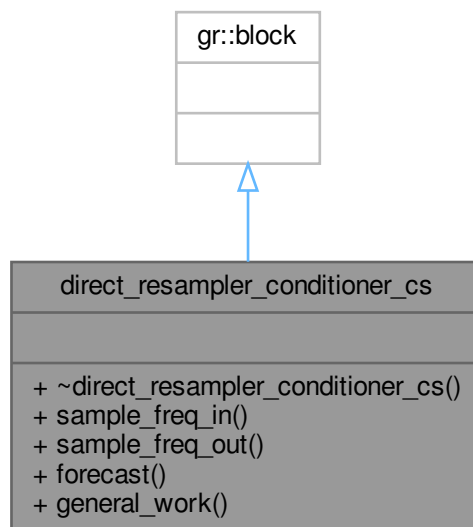 gr::block
direct_resampler_conditioner_cs
+ ~direct_resampler_conditioner_cs()
+ sample_freq_in()
+ sample_freq_out()
+ forecast()
+ general_work()